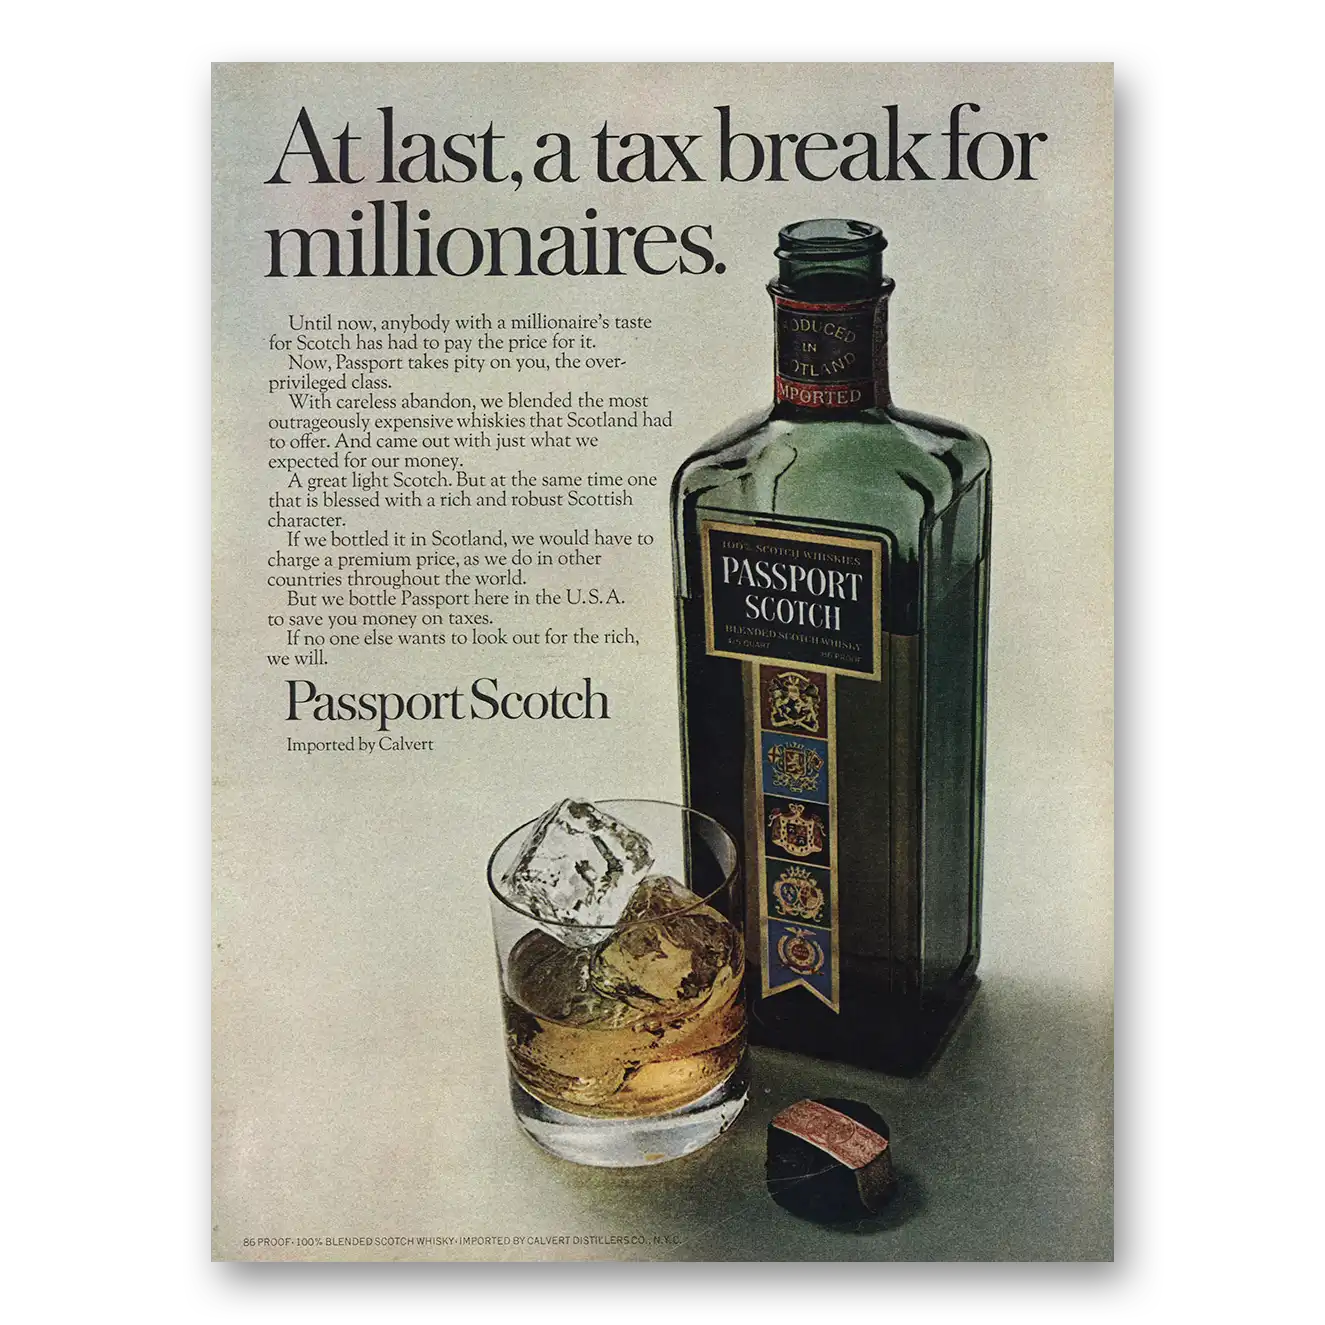 At last, a tax break for
millionaires.
Until now, anybody with a millionaire's taste
for Scotch has had to pay the price for it.
Now, Passport takes pity on you, the over-
privileged class.
With careless abandon, we blended the most
outrageously expensive whiskies that Scotland had
to offer. And came out with just what we
expected for our money.
A great light Scotch. But at the same time one
that is blessed with a rich and robust Scottish
character.
If we bottled it in Scotland, we would have to
charge a premium price, as we do in other
countries throughout the world.
But we bottle Passport here in the U.S.A.
to save you money on taxes.
If no one else wants to look out for the rich,
we will.
Passport Scotch
Imported by Calvert
ODUCED
IN
OTLAND
MPORTED
100% SCOTCH WHISKIES
PASSPORT
SCOTCH
BLENDED SCOTCH WHISKY
4/5 QUART 86 PROOF
86 PROOF·100% BLENDED SCOTCH WHISKY·IMPORTED BY CALVERT DISTILLERS CO., N.Y.C.